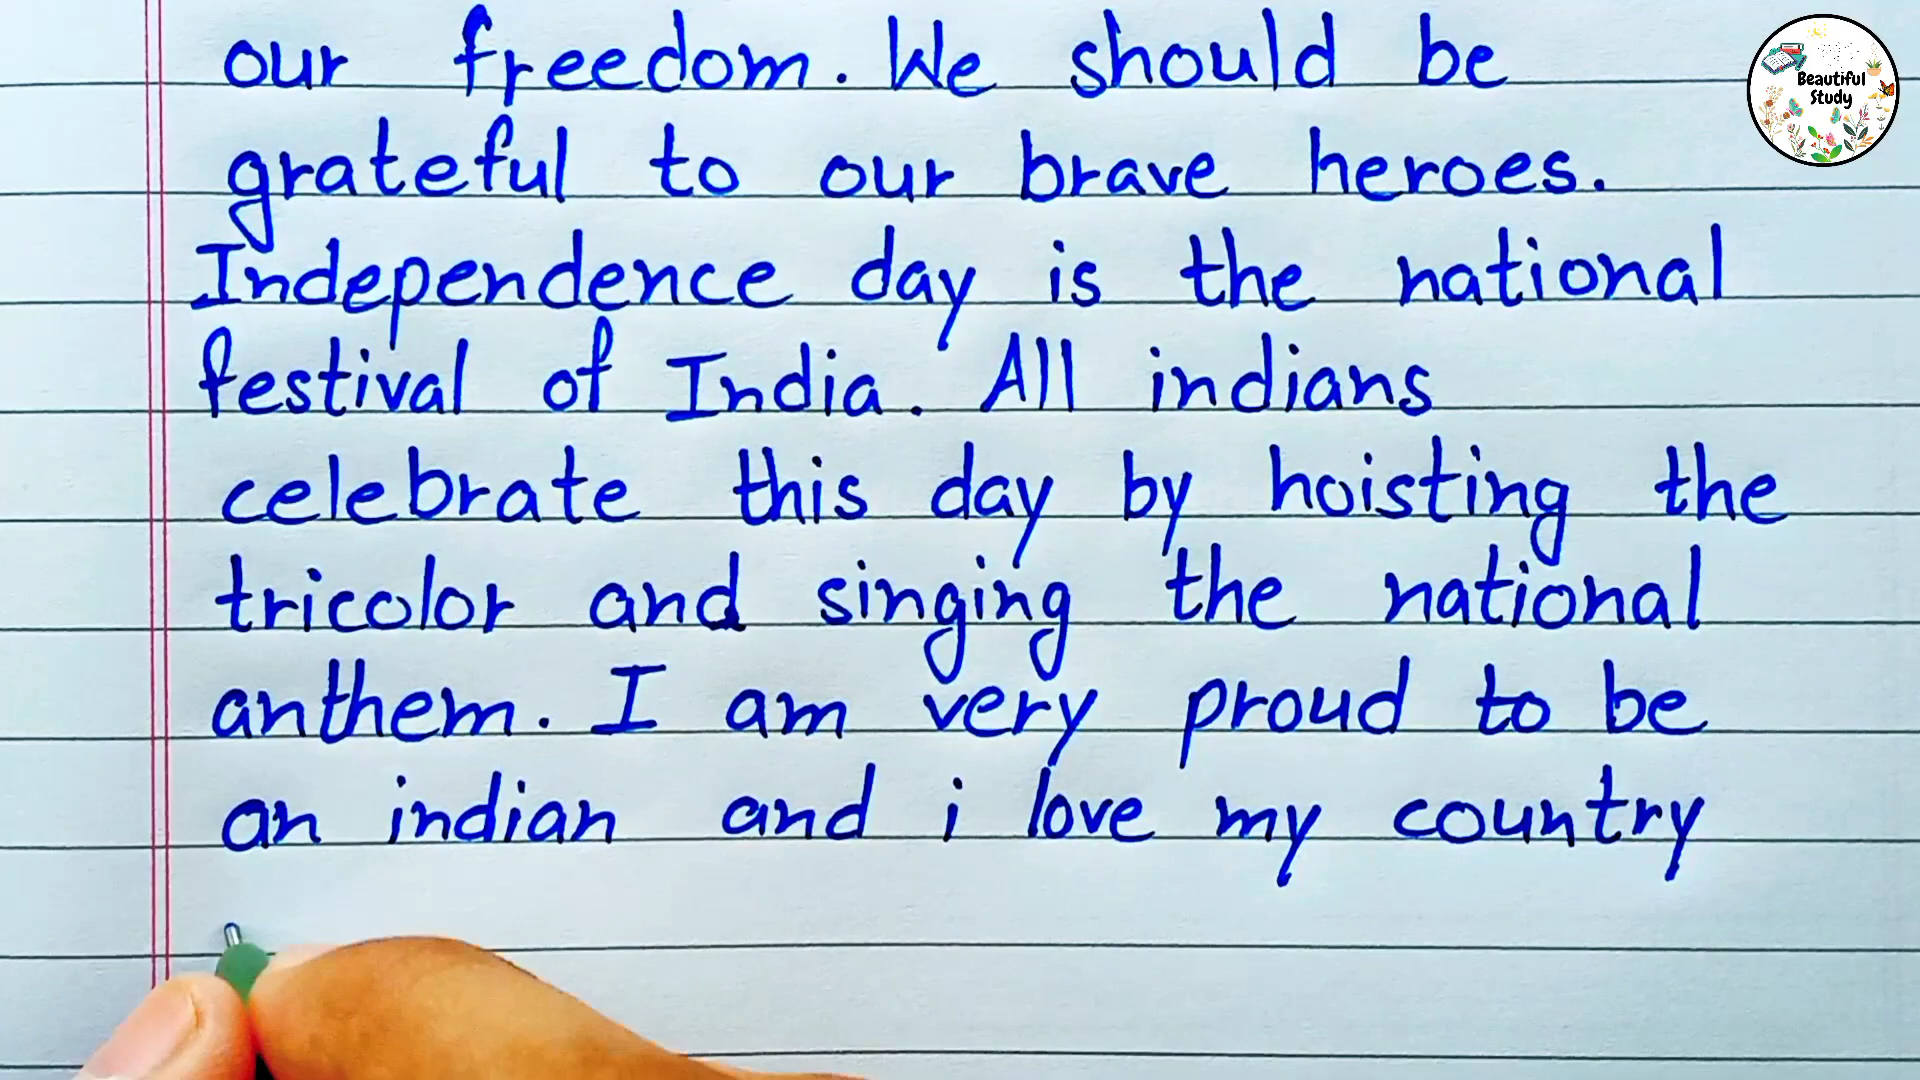 our freedom. We should be
grateful to our brave heroes.
Independence day is the national
festival of India. All indians
celebrate this day by hoisting the
tricolor and singing the national
anthem. I am very proud to be
an indian and i love my country
Beautiful
Study